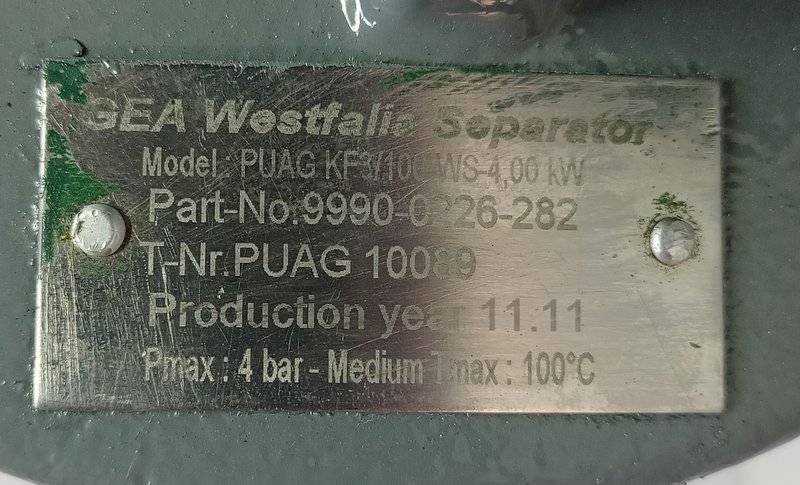 GEA Westfalia Separator
Model : PUAG KF3/100 WS-4,00 kW
Part-No:9990-0226-282
T-Nr.PUAG 10089
Production year 11.11
Pmax : 4 bar - Medium Tmax : 100°C